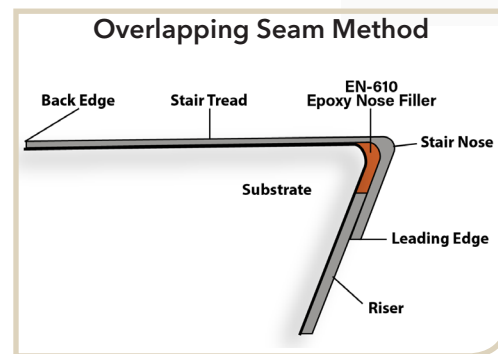 Overlapping Seam Method
EN-610
Epoxy Nose Filler
Back Edge
Stair Tread
Stair Nose
Substrate
Leading Edge
Riser